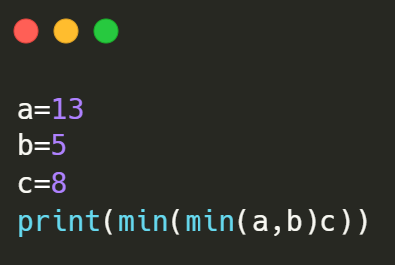 a=13
b=5
c=8
print(min(min(a,b)c))